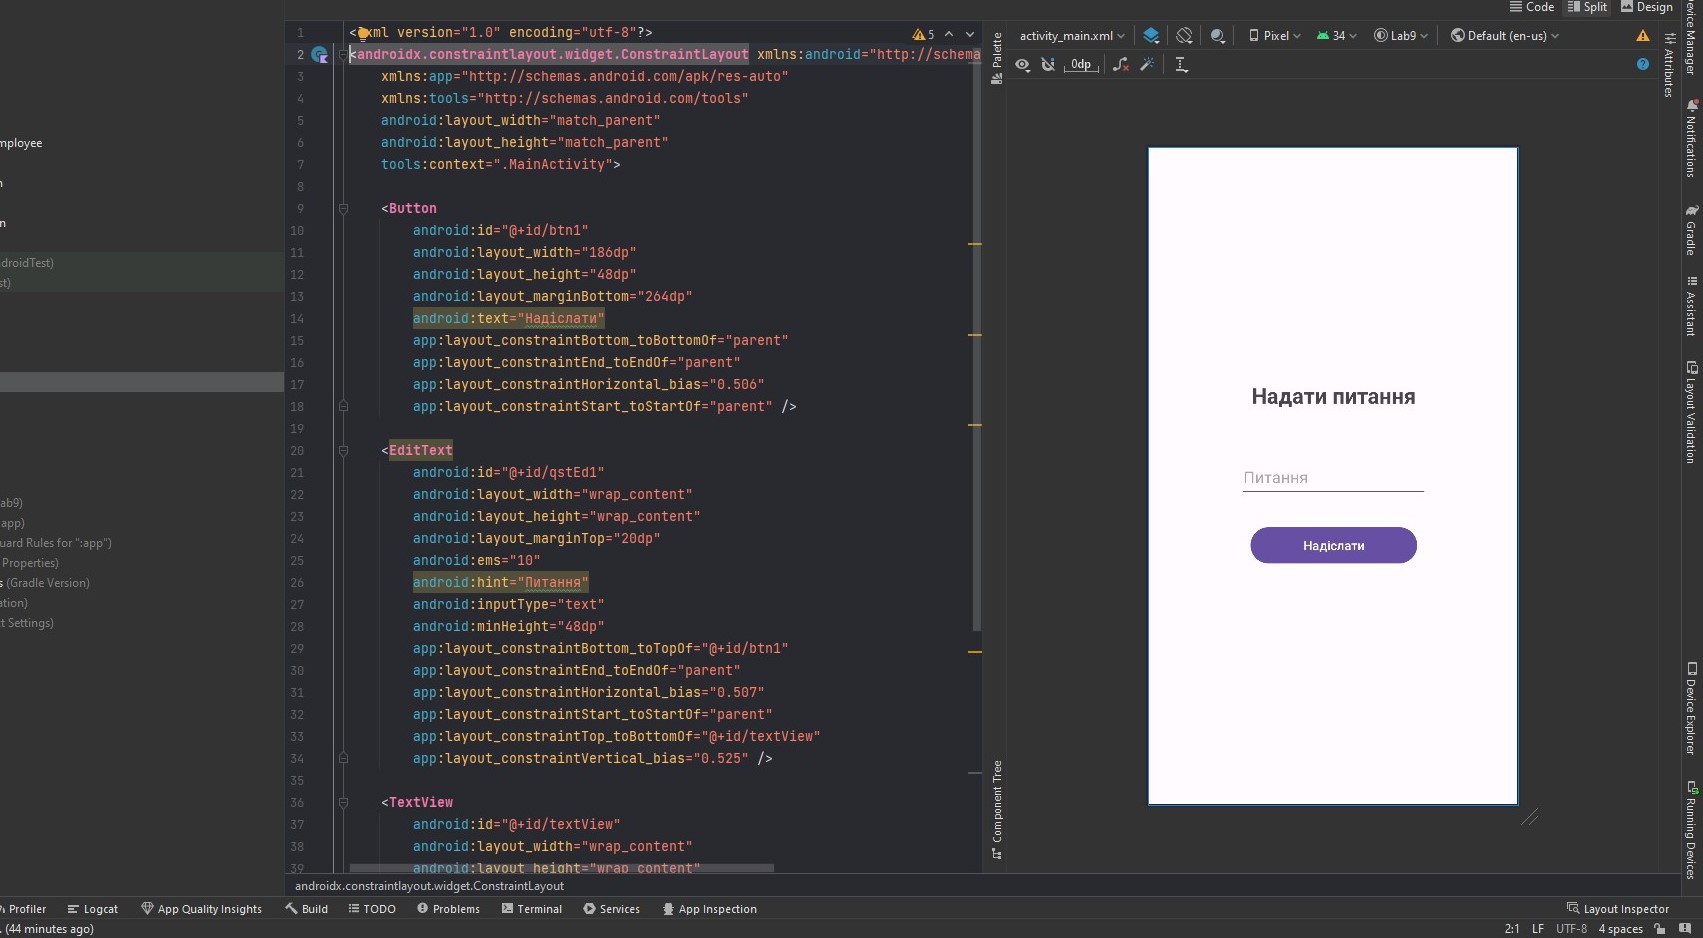 Code Split Design
activity_main.xml Pixel 34 Lab9 Default (en-us)
0dp
Palette
Component Tree
Attributes
evice Manager
Notifications
Gradle
Assistant
Layout Validation
Device Explorer
Running Devices
mployee
n
n
droidTest)
st)
ab9)
app)
uard Rules for ":app")
Properties)
s (Gradle Version)
ation)
t Settings)
5
1 <?xml version="1.0" encoding="utf-8"?>
2 <androidx.constraintlayout.widget.ConstraintLayout xmlns:android="http://schema
3 xmlns:app="http://schemas.android.com/apk/res-auto"
4 xmlns:tools="http://schemas.android.com/tools"
5 android:layout_width="match_parent"
6 android:layout_height="match_parent"
7 tools:context=".MainActivity">
8
9 <Button
10 android:id="@+id/btn1"
11 android:layout_width="186dp"
12 android:layout_height="48dp"
13 android:layout_marginBottom="264dp"
14 android:text="Надіслати"
15 app:layout_constraintBottom_toBottomOf="parent"
16 app:layout_constraintEnd_toEndOf="parent"
17 app:layout_constraintHorizontal_bias="0.506"
18 app:layout_constraintStart_toStartOf="parent" />
19
20 <EditText
21 android:id="@+id/qstEd1"
22 android:layout_width="wrap_content"
23 android:layout_height="wrap_content"
24 android:layout_marginTop="20dp"
25 android:ems="10"
26 android:hint="Питання"
27 android:inputType="text"
28 android:minHeight="48dp"
29 app:layout_constraintBottom_toTopOf="@+id/btn1"
30 app:layout_constraintEnd_toEndOf="parent"
31 app:layout_constraintHorizontal_bias="0.507"
32 app:layout_constraintStart_toStartOf="parent"
33 app:layout_constraintTop_toBottomOf="@+id/textView"
34 app:layout_constraintVertical_bias="0.525" />
35
36 <TextView
37 android:id="@+id/textView"
38 android:layout_width="wrap_content"
39 android:layout_height="wrap_content"
Надати питання
Питання
Надіслати
androidx.constraintlayout.widget.ConstraintLayout
Profiler Logcat App Quality Insights Build TODO Problems Terminal Services App Inspection Layout Inspector
. (44 minutes ago) 2:1 LF UTF-8 4 spaces